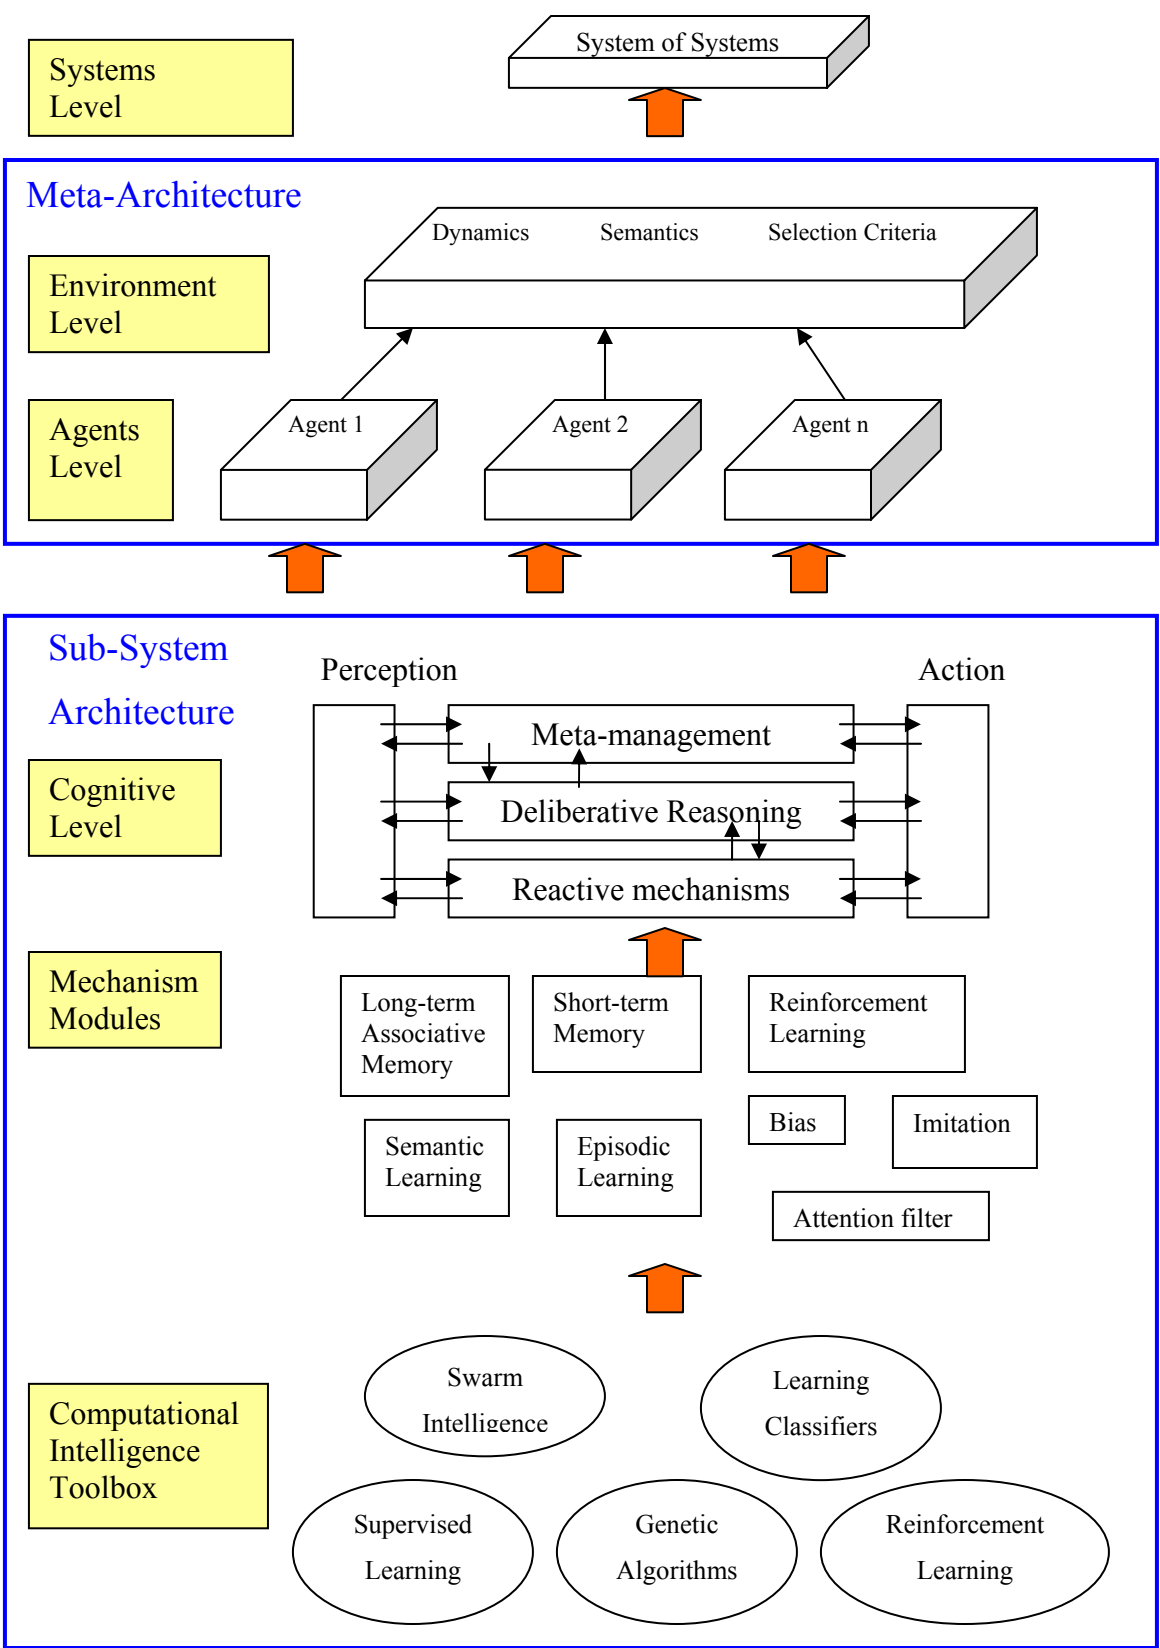 System of Systems
Systems
Level
Meta-Architecture
Dynamics Semantics Selection Criteria
Environment
Level
Agents
Level
Agent 1
Agent 2
Agent n
Sub-System
Architecture
Perception
Action
Meta-management
Cognitive
Level
Deliberative Reasoning
Reactive mechanisms
Mechanism
Modules
Long-term
Associative
Memory
Short-term
Memory
Reinforcement
Learning
Bias
Imitation
Semantic
Learning
Episodic
Learning
Attention filter
Computational
Intelligence
Toolbox
Swarm
Intelligence
Learning
Classifiers
Supervised
Learning
Genetic
Algorithms
Reinforcement
Learning